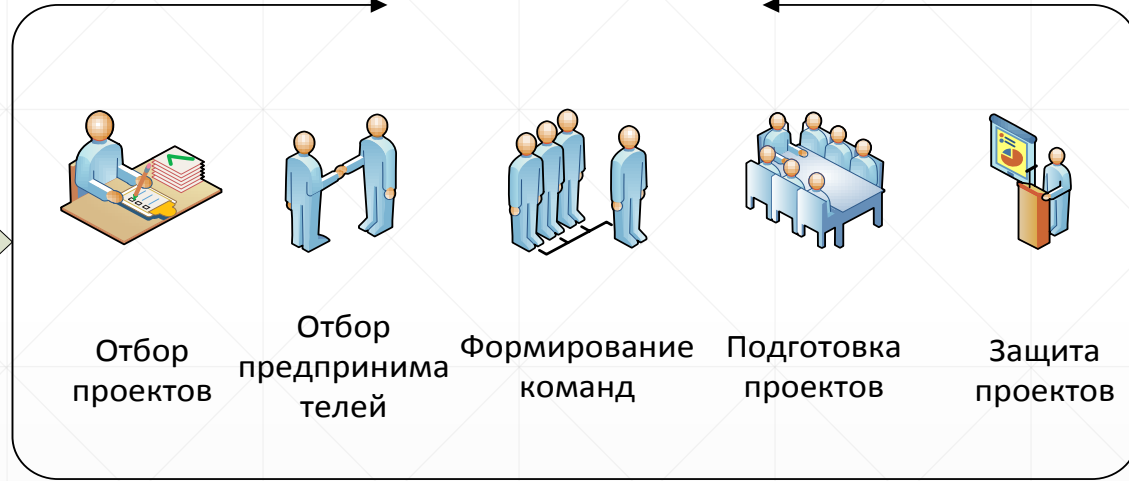 Отбор
проектов
Отбор
предпринима
телей
Формирование
команд
Подготовка
проектов
Защита
проектов